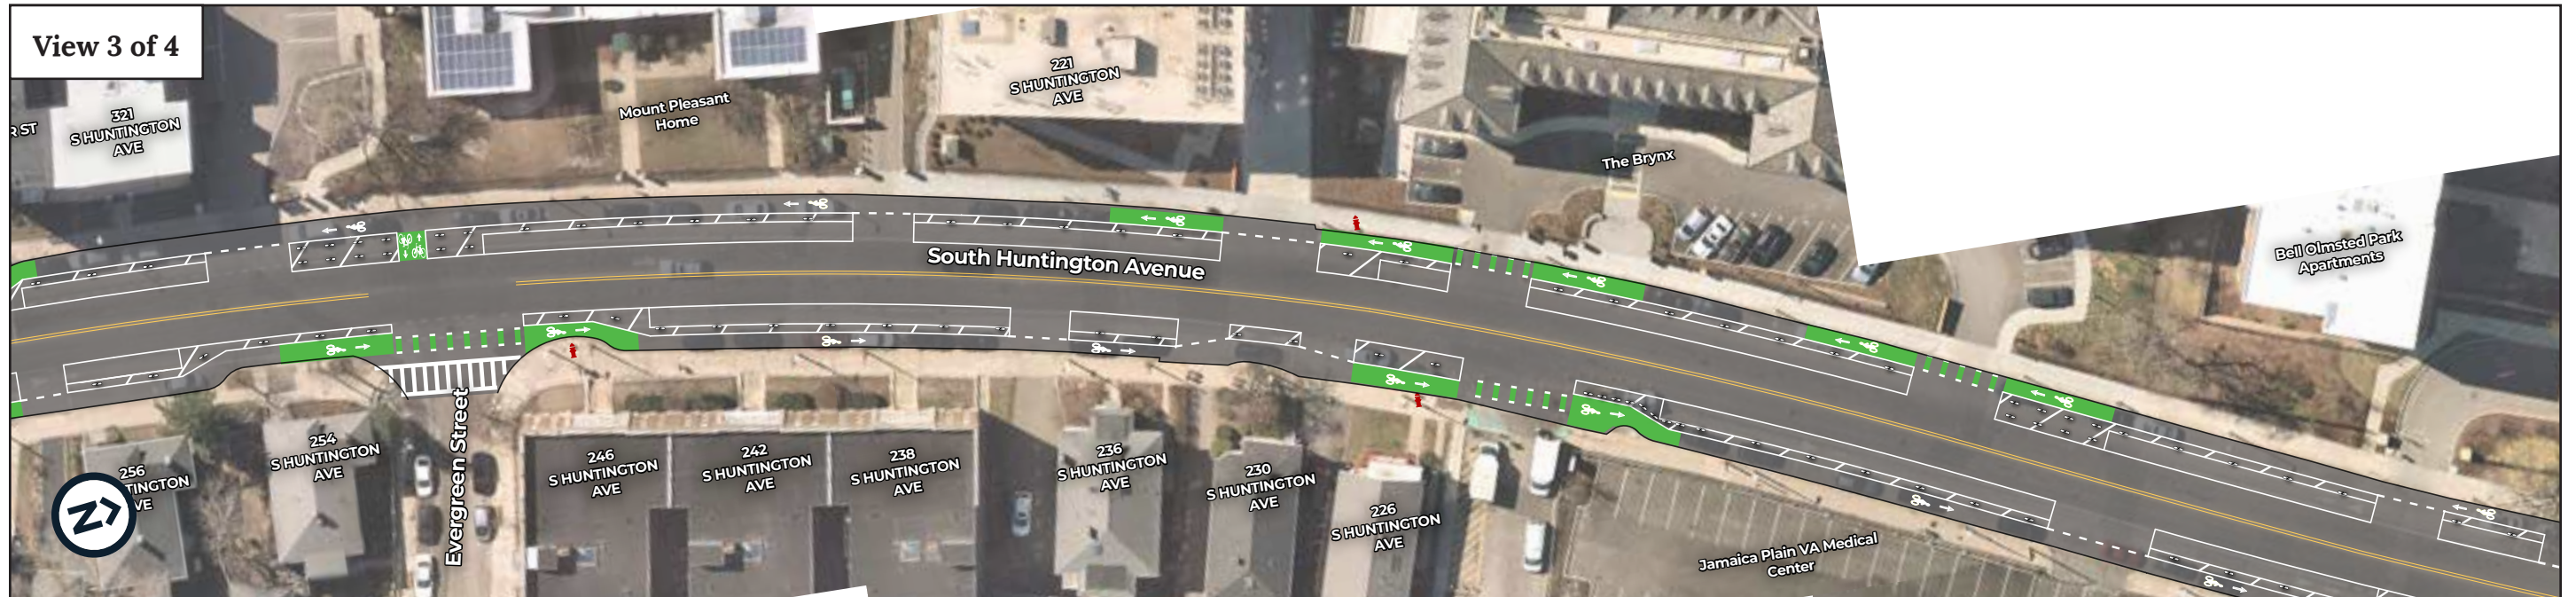 View 3 of 4
R ST
321
S HUNTINGTON
AVE
Mount Pleasant
Home
221
S HUNTINGTON
AVE
The Brynx
Bell Olmsted Park
Apartments
South Huntington Avenue
256
TINGTON
VE
254
S HUNTINGTON
AVE
Evergreen Street
246
S HUNTINGTON
AVE
242
S HUNTINGTON
AVE
238
S HUNTINGTON
AVE
236
S HUNTINGTON
AVE
230
S HUNTINGTON
AVE
226
S HUNTINGTON
AVE
Jamaica Plain VA Medical
Center
N